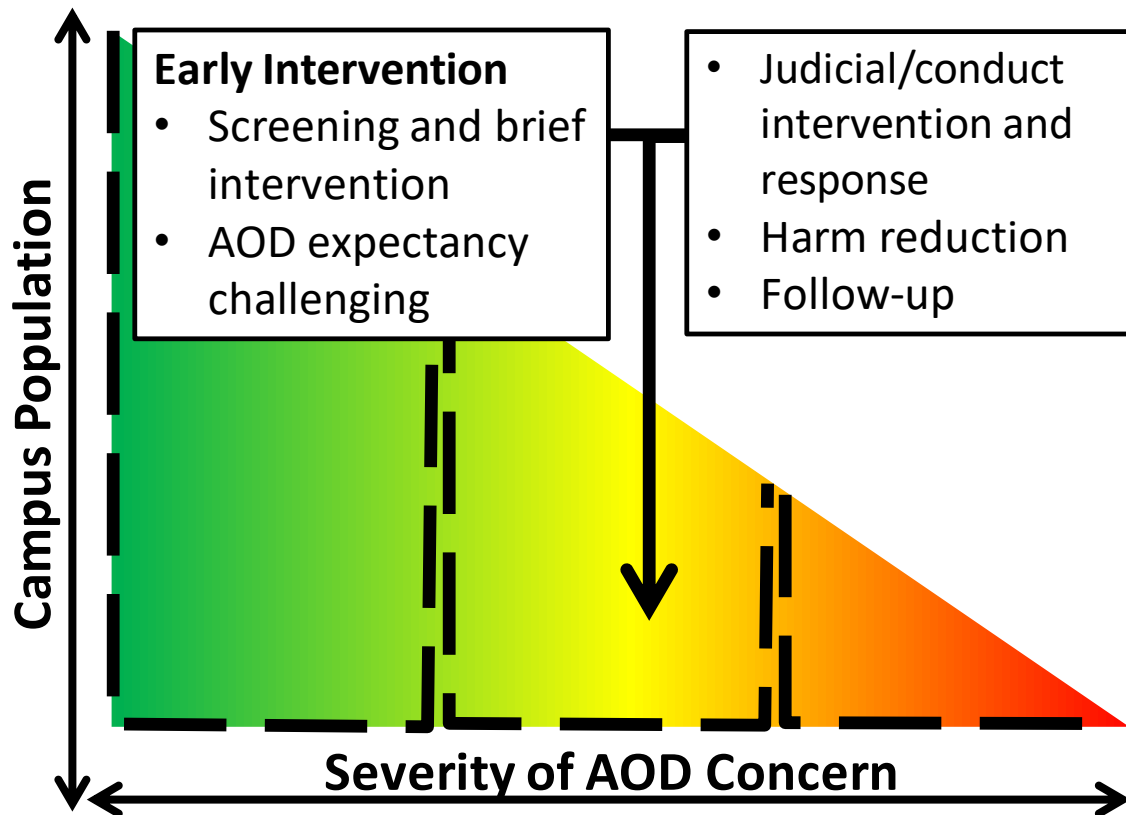 Early Intervention
• Screening and brief
intervention
• AOD expectancy
challenging
• Judicial/conduct
intervention and
response
• Harm reduction
• Follow-up
Campus Population
Severity of AOD Concern